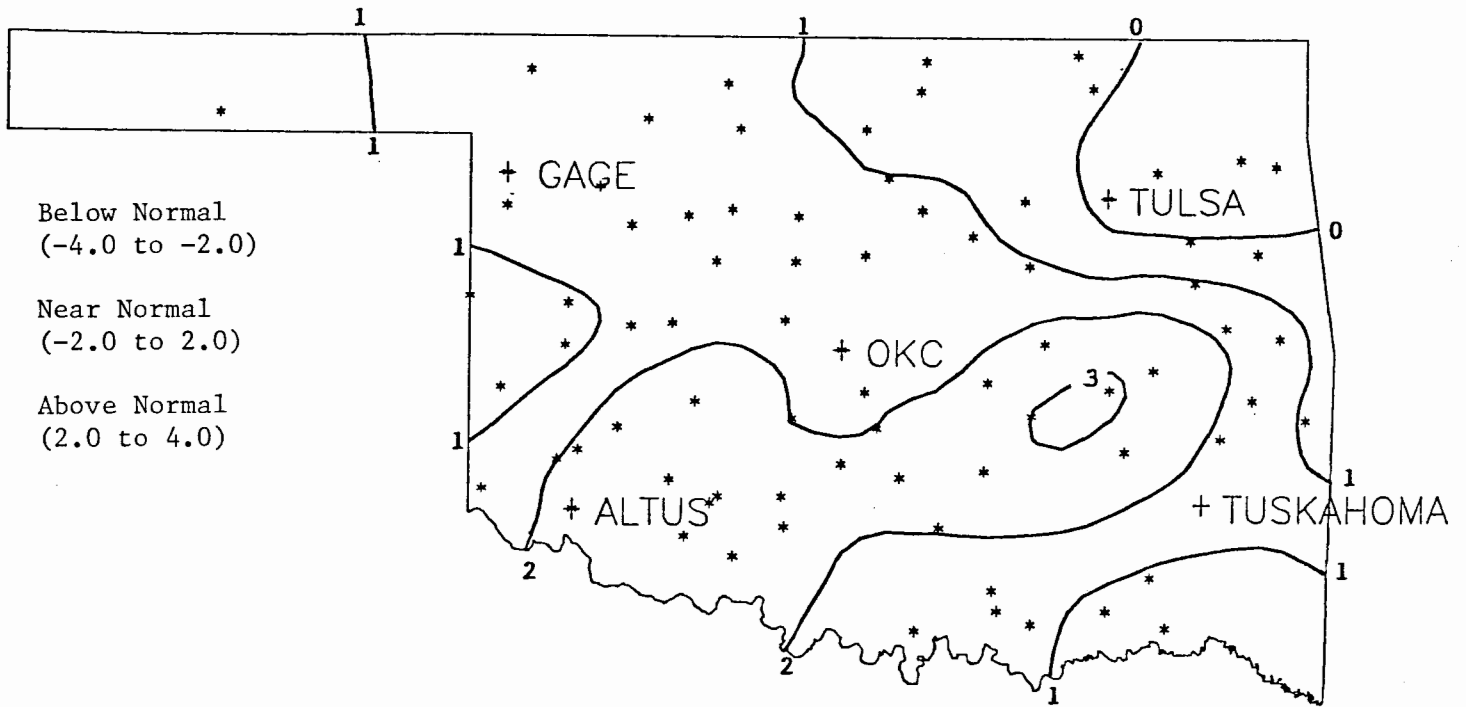 1 1 0
1
GAGE
TULSA
Below Normal
(-4.0 to -2.0)
0
1
Near Normal
(-2.0 to 2.0)
OKC
3
Above Normal
(2.0 to 4.0)
1
1
ALTUS
TUSKAHOMA
2
1
2
1